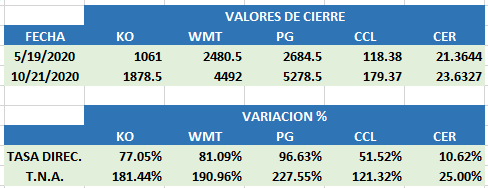 VALORES DE CIERRE
FECHA KO WMT PG CCL CER
5/19/2020 1061 2480.5 2684.5 118.38 21.3644
10/21/2020 1878.5 4492 5278.5 179.37 23.6327
VARIACION %
KO WMT PG CCL CER
TASA DIREC. 77.05% 81.09% 96.63% 51.52% 10.62%
T.N.A. 181.44% 190.96% 227.55% 121.32% 25.00%